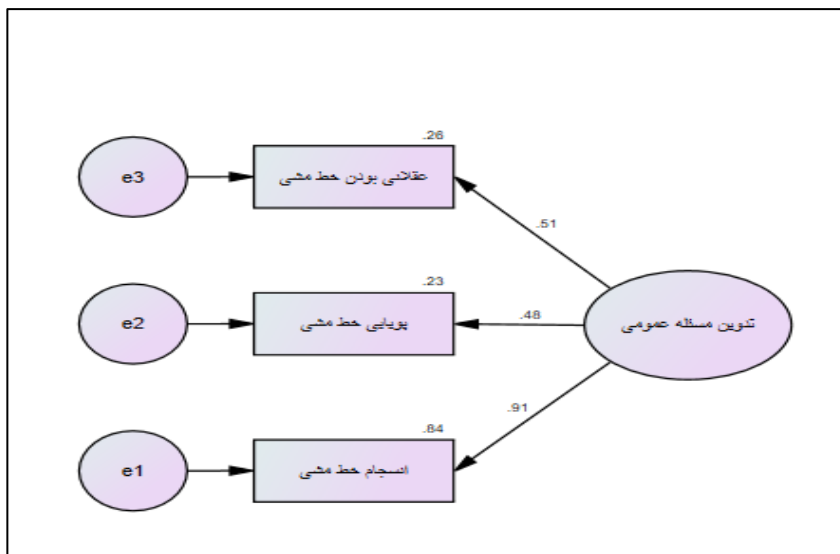 .26
e3
عقلانی بودن خط مشی
.51
.23
e2
پویایی خط مشی
.48
تدوین مسئله عمومی
.91
.84
e1
انسجام خط مشی